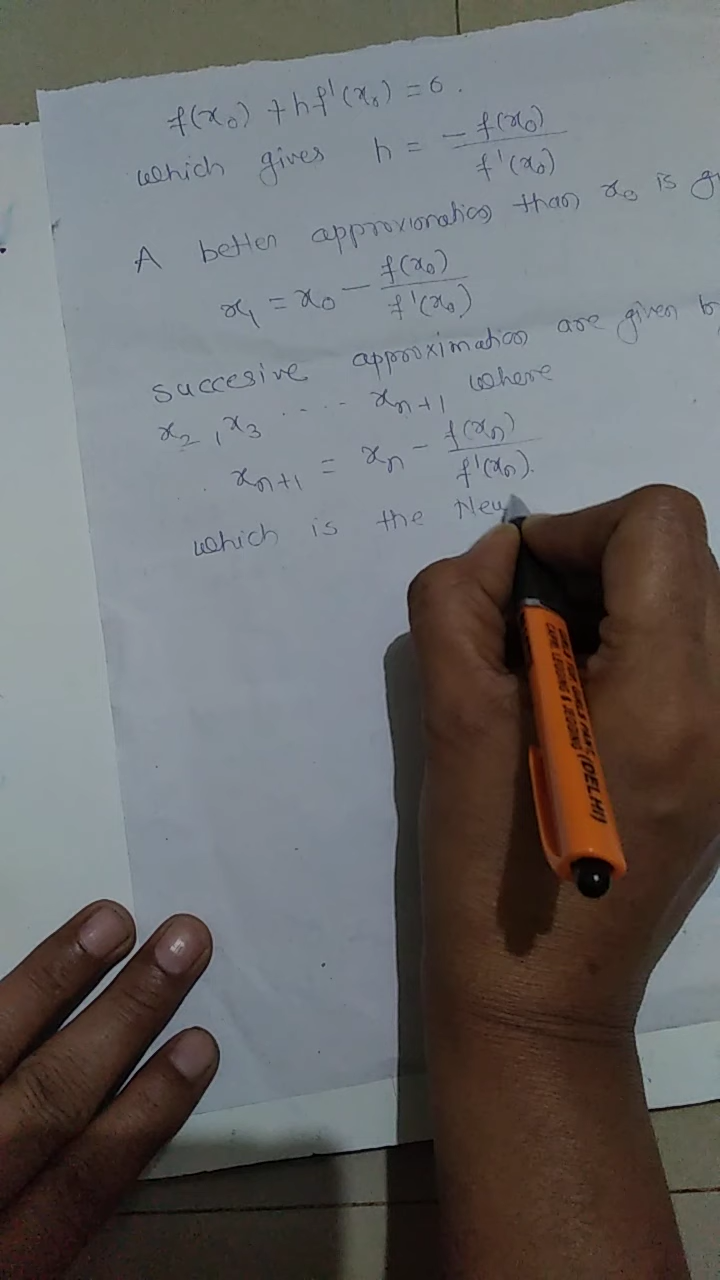 f(x₀) + hf'(x₀) = 0.
which gives h = -f(x₀) / f'(x₀)
A better approximation than x₀ is g
x₁ = x₀ - f(x₀) / f'(x₀)
succesive approximation are given b
x₂, x₃ ---- xₙ₊₁ where
xₙ₊₁ = xₙ - f(xₙ) / f'(xₙ).
which is the New
(DELHI)